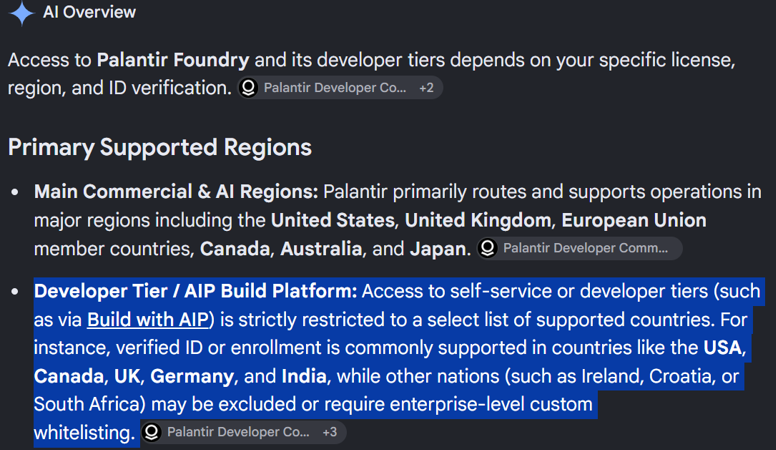 AI Overview
Access to Palantir Foundry and its developer tiers depends on your specific license,
region, and ID verification. Palantir Developer Co... +2
Primary Supported Regions
• Main Commercial & AI Regions: Palantir primarily routes and supports operations in
major regions including the United States, United Kingdom, European Union
member countries, Canada, Australia, and Japan. Palantir Developer Comm...
• Developer Tier / AIP Build Platform: Access to self-service or developer tiers (such
as via Build with AIP) is strictly restricted to a select list of supported countries. For
instance, verified ID or enrollment is commonly supported in countries like the USA,
Canada, UK, Germany, and India, while other nations (such as Ireland, Croatia, or
South Africa) may be excluded or require enterprise-level custom
whitelisting. Palantir Developer Co... +3